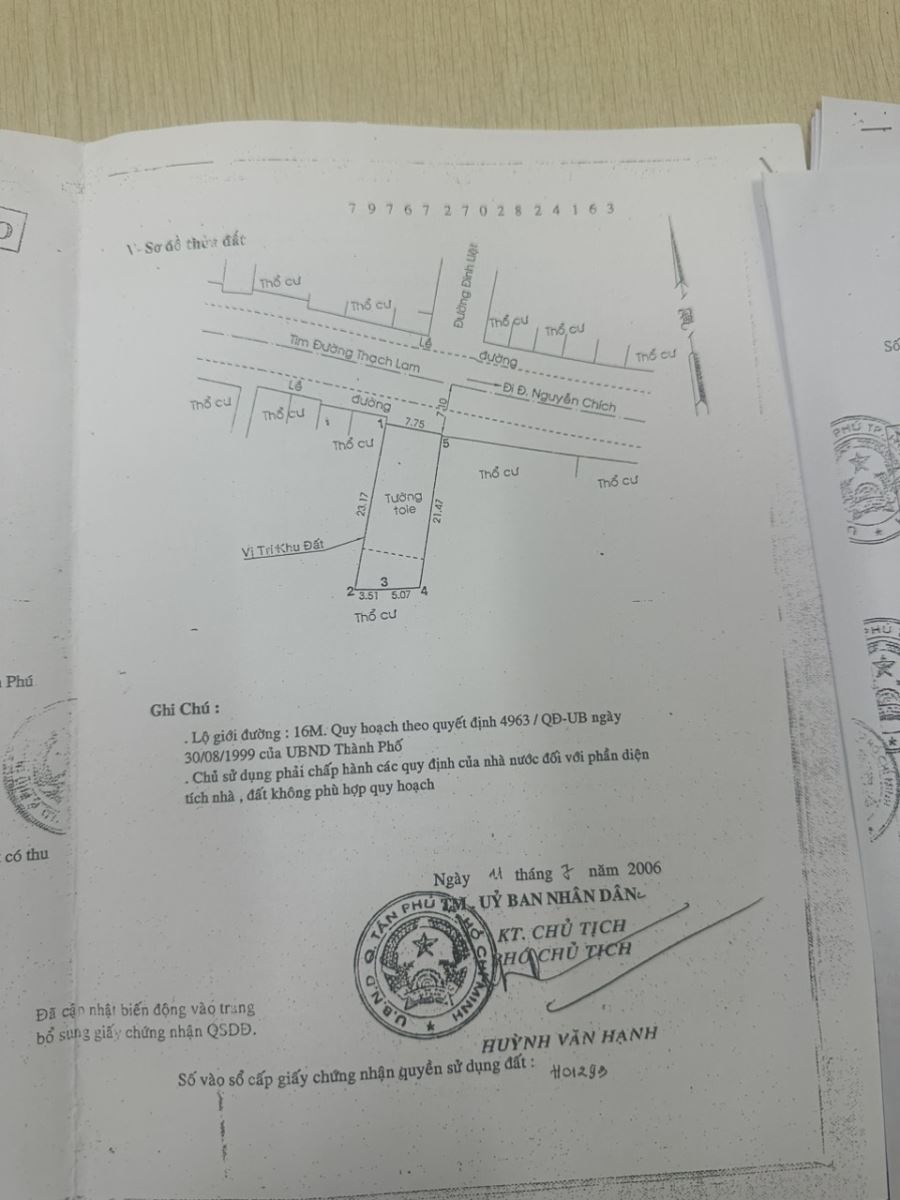 7 9 7 6 7 2 7 0 2 8 2 4 1 6 3
V- Sơ đồ thửa đất
Thổ cư
Thổ cư
Đường Đinh Liệt
Thổ cư
Thổ cư
Thổ cư
Lề đường
Tim Đường Thạch Lam
Đi Đ. Nguyễn Chích
Lề đường
Thổ cư
Thổ cư
Thổ cư
1
7.75
7.10
5
Thổ cư
Thổ cư
23.17
Tường
tole
21.47
Vị Trí Khu Đất
2
3.51
3
5.07
4
Thổ cư
Ghi Chú :
. Lộ giới đường : 16M. Quy hoạch theo quyết định 4963 / QĐ-UB ngày
30/08/1999 của UBND Thành Phố
. Chủ sử dụng phải chấp hành các quy định của nhà nước đối với phần diện
tích nhà , đất không phù hợp quy hoạch
Ngày 11 tháng 7 năm 2006
TM. UỶ BAN NHÂN DÂN
KT. CHỦ TỊCH
PHÓ CHỦ TỊCH
U.B.N.D Q. TÂN PHÚ T.P HỒ CHÍ MINH
HUỲNH VĂN HẠNH
Đã cập nhật biến động vào trang
bổ sung giấy chứng nhận QSDĐ.
Số vào sổ cấp giấy chứng nhận quyền sử dụng đất : H01293
Phú
có thu
Số